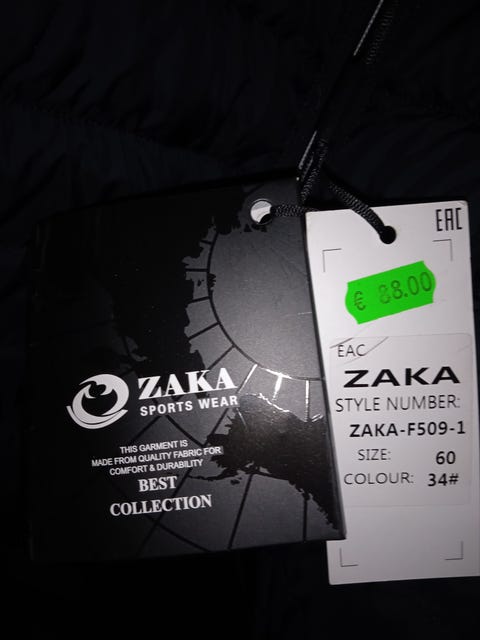 ZAKA
SPORTS WEAR
THIS GARMENT IS
MADE FROM QUALITY FABRIC FOR
COMFORT & DURABILITY
BEST
COLLECTION
EAC
€ 88.00
EAC
ZAKA
STYLE NUMBER:
ZAKA-F509-1
SIZE: 60
COLOUR: 34#